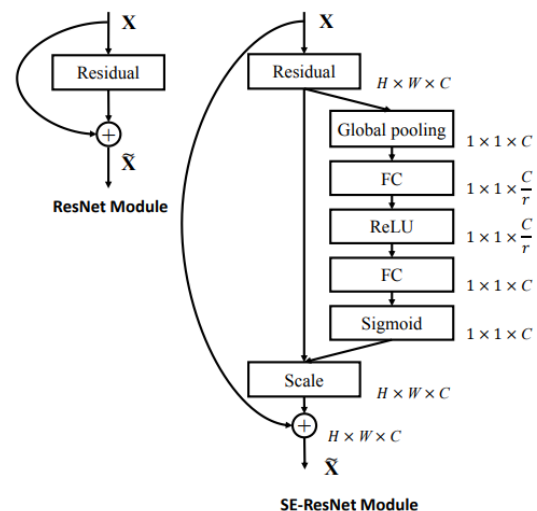 X
Residual
+
X̃
ResNet Module
X
Residual
H × W × C
Global pooling
1 × 1 × C
FC
1 × 1 × C/r
ReLU
1 × 1 × C/r
FC
1 × 1 × C
Sigmoid
1 × 1 × C
Scale
H × W × C
+
H × W × C
X̃
SE-ResNet Module